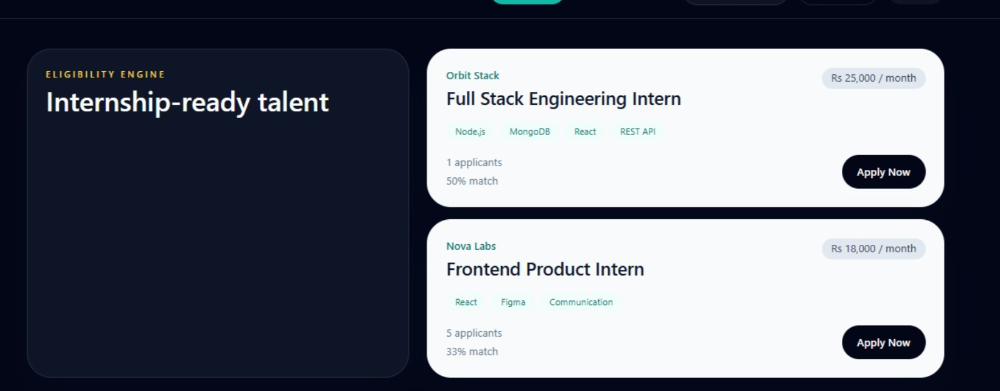 ELIGIBILITY ENGINE
Internship-ready talent
Orbit Stack
Rs 25,000 / month
Full Stack Engineering Intern
Node.js MongoDB React REST API
1 applicants
50% match
Apply Now
Nova Labs
Rs 18,000 / month
Frontend Product Intern
React Figma Communication
5 applicants
33% match
Apply Now